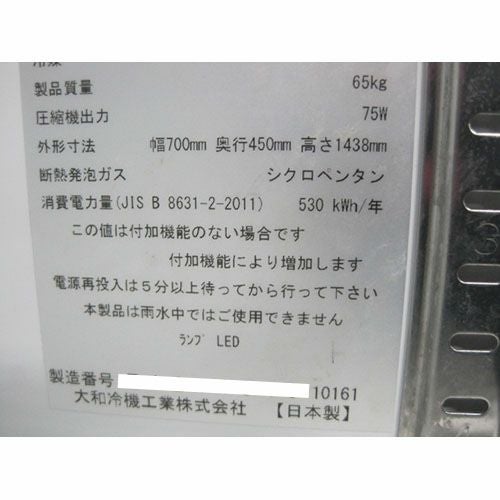 冷媒
製品質量 65kg
圧縮機出力 75W
外形寸法 幅700mm 奥行450mm 高さ1438mm
断熱発泡ガス シクロペンタン
消費電力量(JIS B 8631-2-2011) 530 kWh/年
この値は付加機能のない場合です
付加機能により増加します
電源再投入は５分以上待ってから行って下さい
本製品は雨水中ではご使用できません
ﾗﾝﾌﾟ LED
製造番号 10161
大和冷機工業株式会社 【日本製】